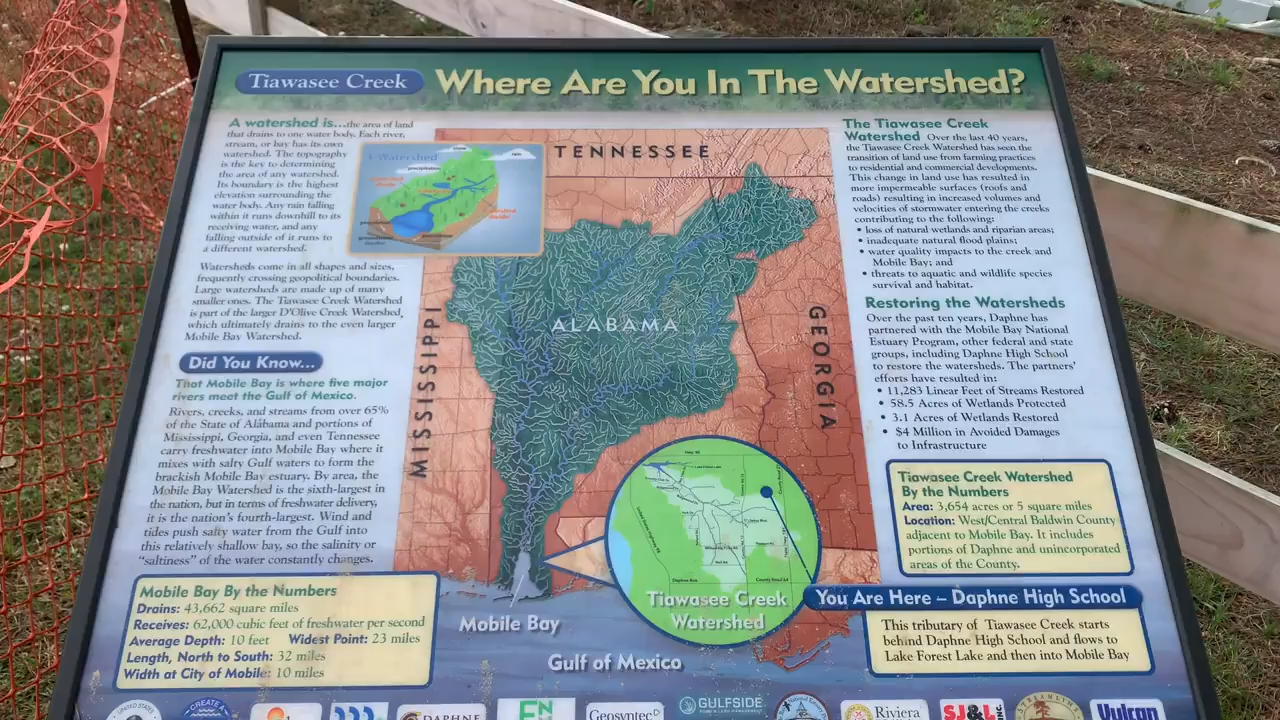 Tiawasee Creek
Where Are You In The Watershed?
A watershed is...the area of land
that drains to one water body. Each river,
stream, or bay has its own
watershed. The topography
is the key to determining
the area of any watershed.
Its boundary is the highest
elevation surrounding the
water body. Any rain falling
within it runs downhill to its
receiving water, and any
falling outside of it runs to
a different watershed.
Watersheds come in all shapes and sizes,
frequently crossing geopolitical boundaries.
Large watersheds are made up of many
smaller ones. The Tiawasee Creek Watershed
is part of the larger D'Olive Creek Watershed,
which ultimately drains to the even larger
Mobile Bay Watershed.
Did You Know...
That Mobile Bay is where five major
rivers meet the Gulf of Mexico.
Rivers, creeks, and streams from over 65%
of the State of Alabama and portions of
Mississippi, Georgia, and even Tennessee
carry freshwater into Mobile Bay where it
mixes with salty Gulf waters to form the
brackish Mobile Bay estuary. By area, the
Mobile Bay Watershed is the sixth-largest in
the nation, but in terms of freshwater delivery,
it is the nation's fourth-largest. Wind and
tides push salty water from the Gulf into
this relatively shallow bay, so the salinity or
"saltiness" of the water constantly changes.
Mobile Bay By the Numbers
Drains: 43,662 square miles
Receives: 62,000 cubic feet of freshwater per second
Average Depth: 10 feet Widest Point: 23 miles
Length, North to South: 32 miles
Width at City of Mobile: 10 miles
A Watershed
snow
rain
precipitation
TENNESSEE
ALABAMA
MISSISSIPPI
GEORGIA
Mobile Bay
Gulf of Mexico
Daphne Ave.
County Road 64
Tiawasee Creek
Watershed
The Tiawasee Creek
Watershed Over the last 40 years,
the Tiawasee Creek Watershed has seen the
transition of land use from farming practices
to residential and commercial developments.
This change in land use has resulted in
more impermeable surfaces (roofs and
roads) resulting in increased volumes and
velocities of stormwater entering the creeks
contributing to the following:
• loss of natural wetlands and riparian areas;
• inadequate natural flood plains;
• water quality impacts to the creek and
Mobile Bay; and
• threats to aquatic and wildlife species
survival and habitat.
Restoring the Watersheds
Over the past ten years, Daphne has
partnered with the Mobile Bay National
Estuary Program, other federal and state
groups, including Daphne High School
to restore the watersheds. The partners'
efforts have resulted in:
• 11,283 Linear Feet of Streams Restored
• 58.5 Acres of Wetlands Protected
• 3.1 Acres of Wetlands Restored
• $4 Million in Avoided Damages
to Infrastructure
Tiawasee Creek Watershed
By the Numbers
Area: 3,654 acres or 5 square miles
Location: West/Central Baldwin County
adjacent to Mobile Bay. It includes
portions of Daphne and unincorporated
areas of the County.
You Are Here – Daphne High School
This tributary of Tiawasee Creek starts
behind Daphne High School and flows to
Lake Forest Lake and then into Mobile Bay
UNITED STATES
CREATE A
DAPHNE
Geosyntec
GULFSIDE
Riviera
SJ&L INC.
STREAMLINE
Vulcan